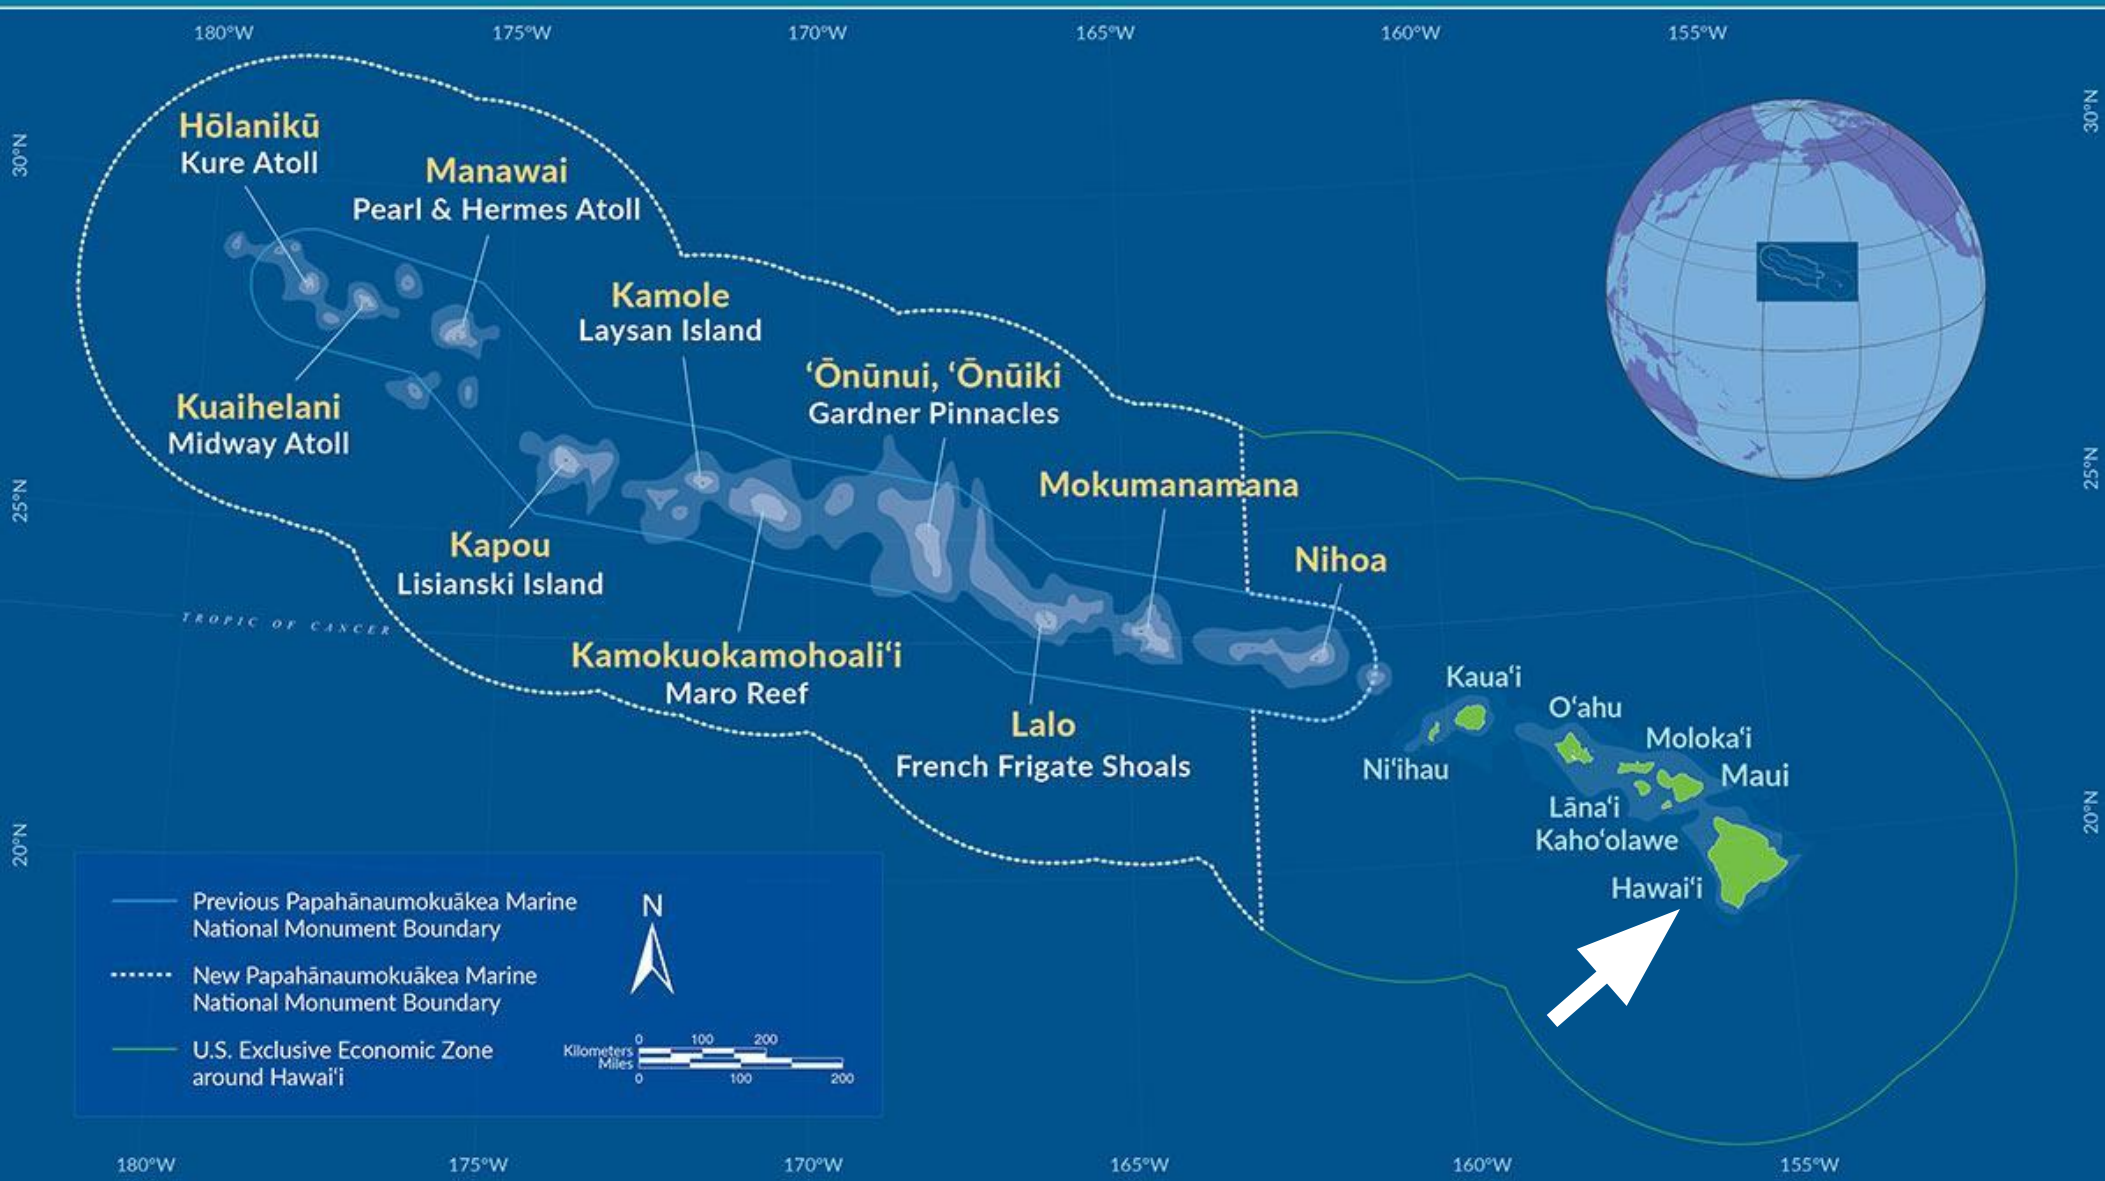 180°W
175°W
170°W
165°W
160°W
155°W
30°N
30°N
Hōlanikū
Kure Atoll
Manawai
Pearl & Hermes Atoll
Kamole
Laysan Island
ʻŌnūnui, ʻŌnūiki
Gardner Pinnacles
Kuaihelani
Midway Atoll
Mokumanamana
25°N
25°N
Kapou
Lisianski Island
Nihoa
TROPIC OF CANCER
Kamokuokamohoaliʻi
Maro Reef
Lalo
French Frigate Shoals
Kauaʻi
Oʻahu
Niʻihau
Molokaʻi
Maui
Lānaʻi
Kahoʻolawe
Hawaiʻi
20°N
20°N
Previous Papahānaumokuākea Marine
National Monument Boundary
New Papahānaumokuākea Marine
National Monument Boundary
U.S. Exclusive Economic Zone
around Hawaiʻi
N
0 100 200
Kilometers
Miles
0 100 200
180°W
175°W
170°W
165°W
160°W
155°W